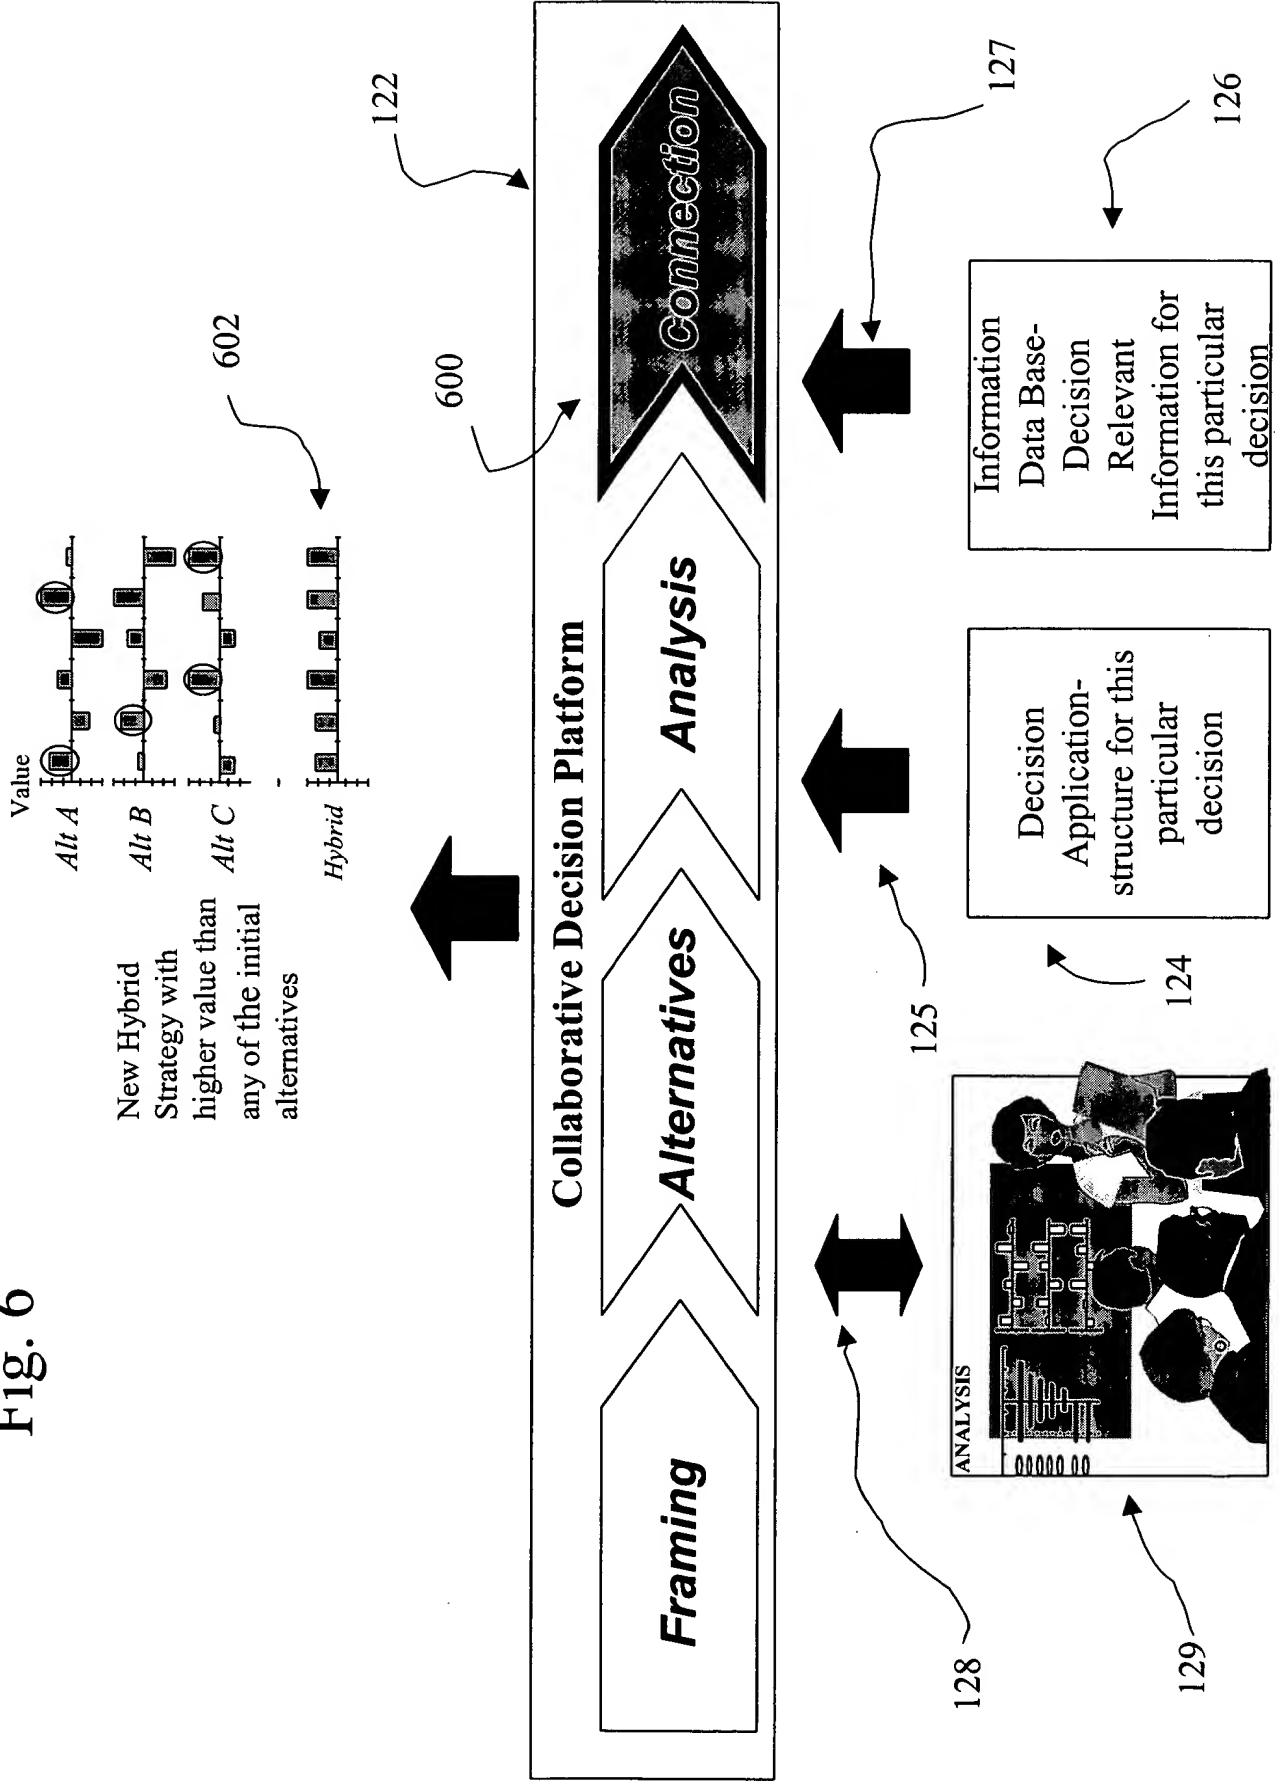 Fig. 6
New Hybrid
Strategy with
higher value than
any of the initial
alternatives
Value
Alt A
Alt B
Alt C
-
Hybrid
602
122
600
Collaborative Decision Platform
Framing
Alternatives
Analysis
Connection
128
125
127
129
ANALYSIS
124
Decision
Application-
structure for this
particular
decision
126
Information
Data Base-
Decision
Relevant
Information for
this particular
decision